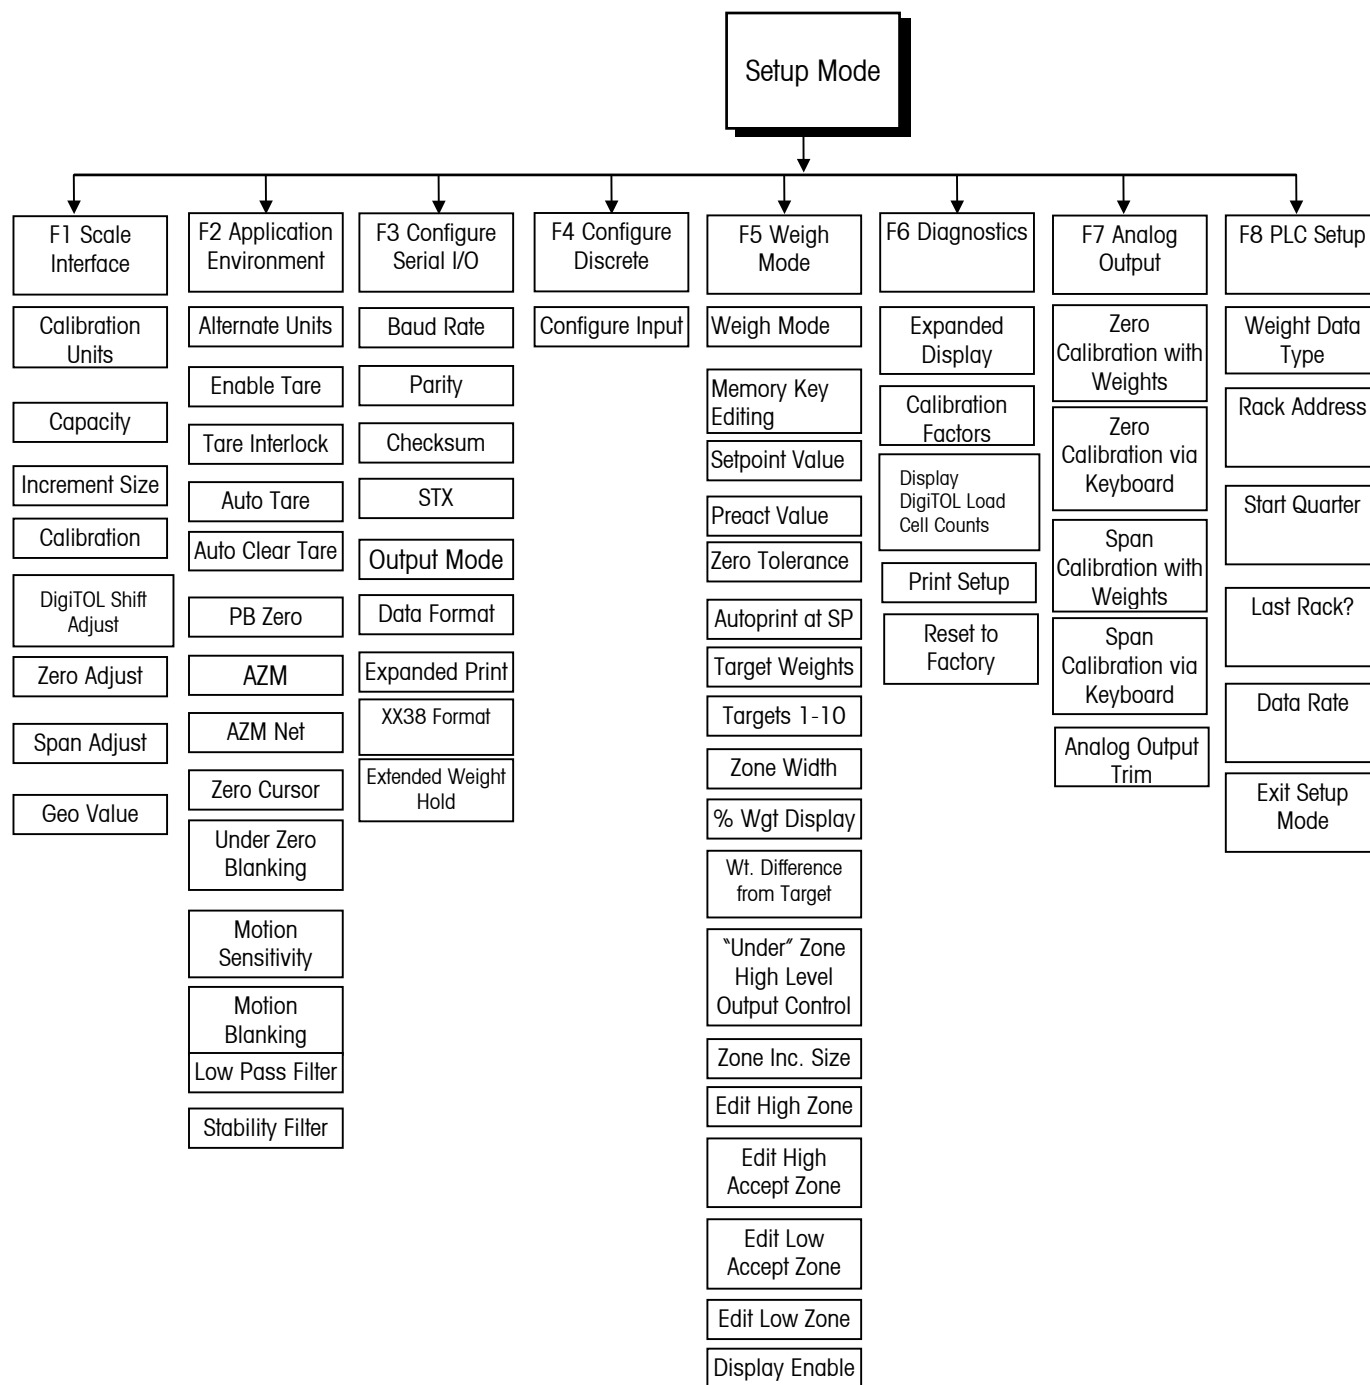 Setup Mode
F1 Scale
Interface
Calibration
Units
Capacity
Increment Size
Calibration
DigiTOL Shift
Adjust
Zero Adjust
Span Adjust
Geo Value
F2 Application
Environment
Alternate Units
Enable Tare
Tare Interlock
Auto Tare
Auto Clear Tare
PB Zero
AZM
AZM Net
Zero Cursor
Under Zero
Blanking
Motion
Sensitivity
Motion
Blanking
Low Pass Filter
Stability Filter
F3 Configure
Serial I/O
Baud Rate
Parity
Checksum
STX
Output Mode
Data Format
Expanded Print
XX38 Format
Extended Weight
Hold
F4 Configure
Discrete
Configure Input
F5 Weigh
Mode
Weigh Mode
Memory Key
Editing
Setpoint Value
Preact Value
Zero Tolerance
Autoprint at SP
Target Weights
Targets 1-10
Zone Width
% Wgt Display
Wt. Difference
from Target
"Under" Zone
High Level
Output Control
Zone Inc. Size
Edit High Zone
Edit High
Accept Zone
Edit Low
Accept Zone
Edit Low Zone
Display Enable
F6 Diagnostics
Expanded
Display
Calibration
Factors
Display
DigiTOL Load
Cell Counts
Print Setup
Reset to
Factory
F7 Analog
Output
Zero
Calibration with
Weights
Zero
Calibration via
Keyboard
Span
Calibration with
Weights
Span
Calibration via
Keyboard
Analog Output
Trim
F8 PLC Setup
Weight Data
Type
Rack Address
Start Quarter
Last Rack?
Data Rate
Exit Setup
Mode